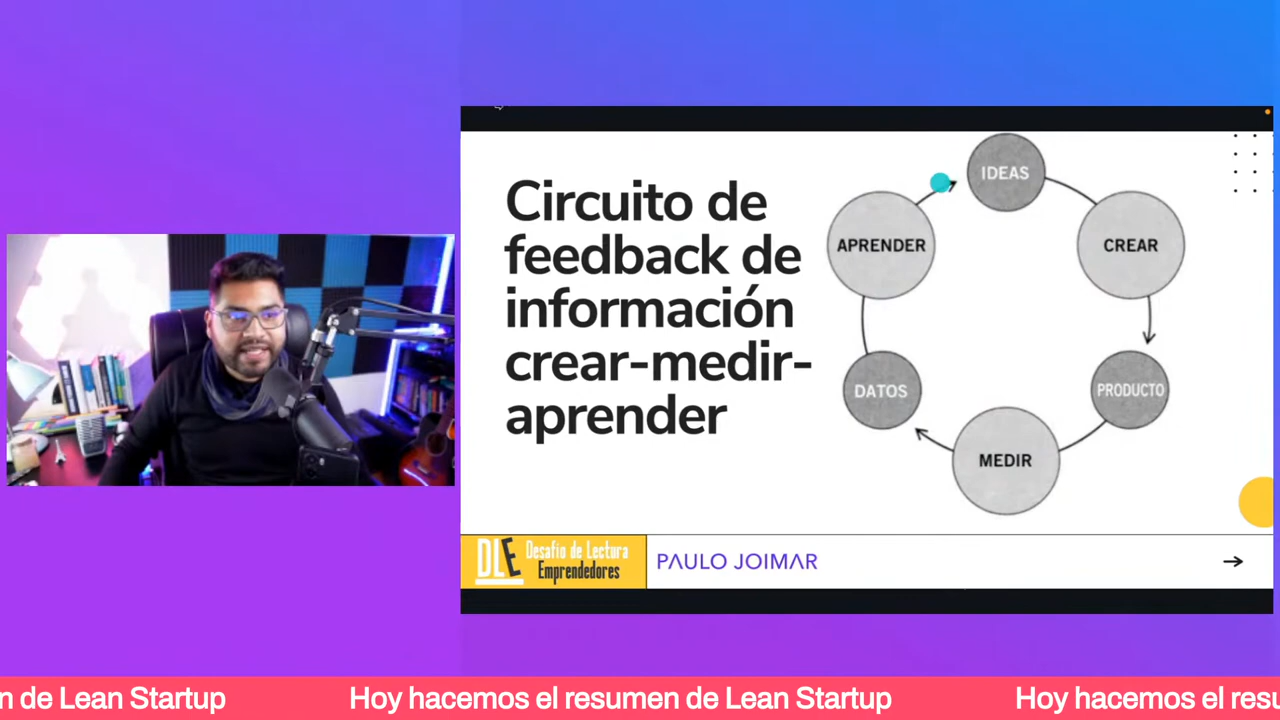 Circuito de
feedback de
información
crear-medir-
aprender
IDEAS
APRENDER
CREAR
DATOS
PRODUCTO
MEDIR
DLE
Desafío de Lectura
Emprendedores
PAULO JOIMAR
n de Lean Startup
Hoy hacemos el resumen de Lean Startup
Hoy hacemos el resu